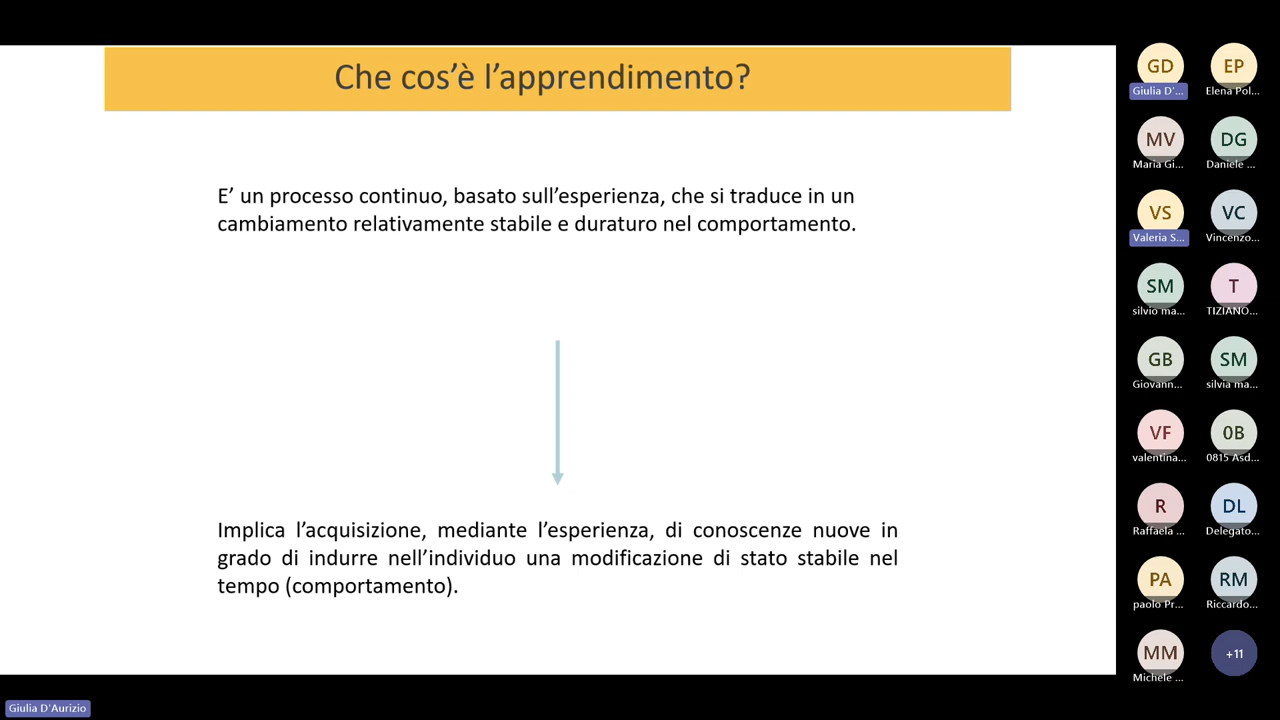 Che cos'è l'apprendimento?
E' un processo continuo, basato sull'esperienza, che si traduce in un
cambiamento relativamente stabile e duraturo nel comportamento.
Implica l'acquisizione, mediante l'esperienza, di conoscenze nuove in
grado di indurre nell'individuo una modificazione di stato stabile nel
tempo (comportamento).
GD
Giulia D'...
EP
Elena Pol...
MV
Maria Gi...
DG
Daniele ...
VS
Valeria S...
VC
Vincenzo...
SM
silvio ma...
T
TIZIANO...
GB
Giovann...
SM
silvia ma...
VF
valentina...
0B
0815 Asd...
R
Raffaela ...
DL
Delegato...
PA
paolo Pr...
RM
Riccardo...
MM
Michele ...
+11
Giulia D'Aurizio